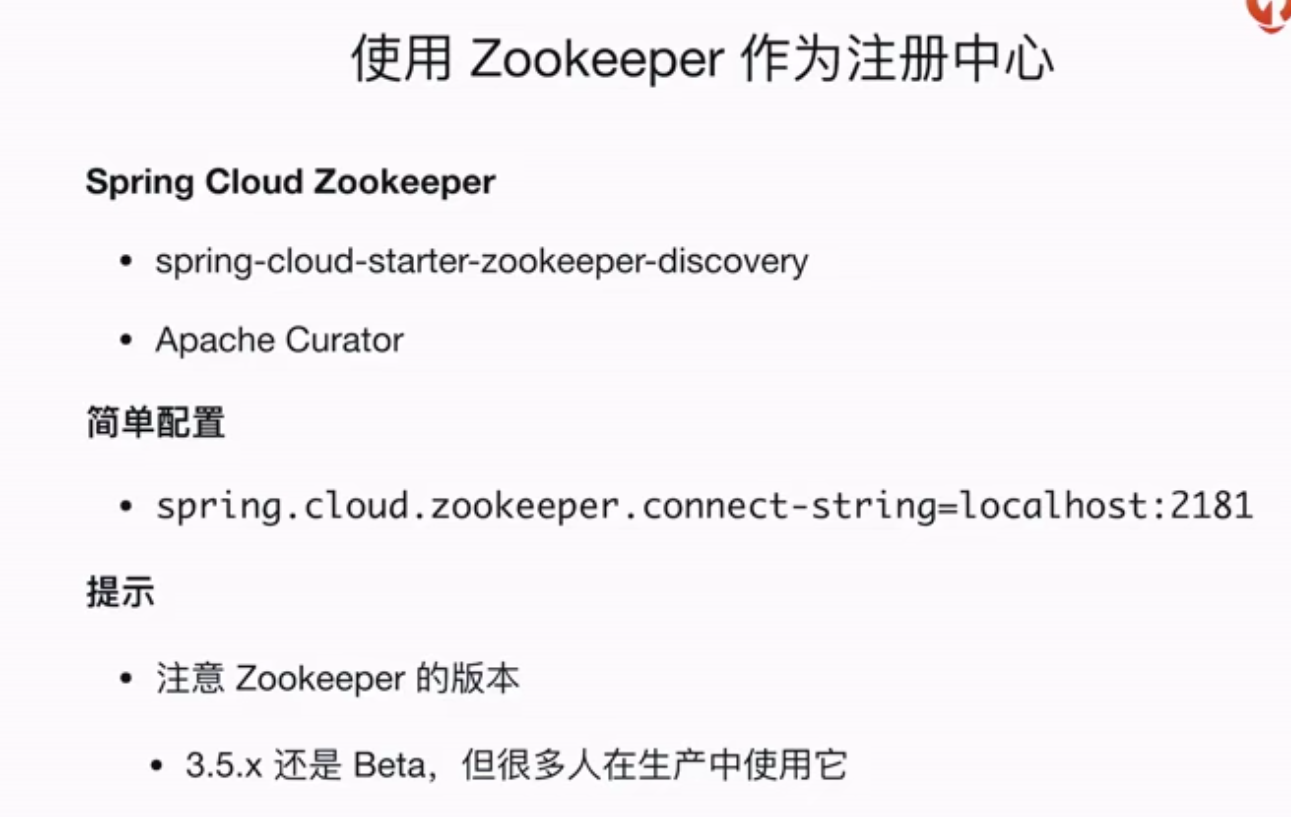 使用 Zookeeper 作为注册中心
Spring Cloud Zookeeper
• spring-cloud-starter-zookeeper-discovery
• Apache Curator
简单配置
• spring.cloud.zookeeper.connect-string=localhost:2181
提示
• 注意 Zookeeper 的版本
• 3.5.x 还是 Beta，但很多人在生产中使用它